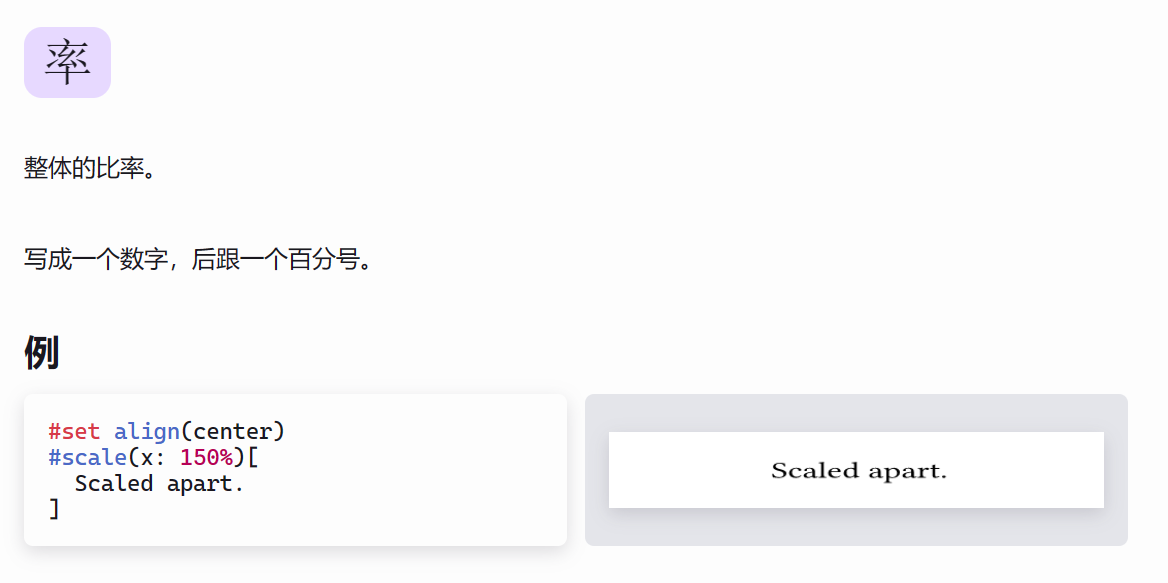 率
整体的比率。
写成一个数字，后跟一个百分号。
例
#set align(center)
#scale(x: 150%)[
  Scaled apart.
]
Scaled apart.